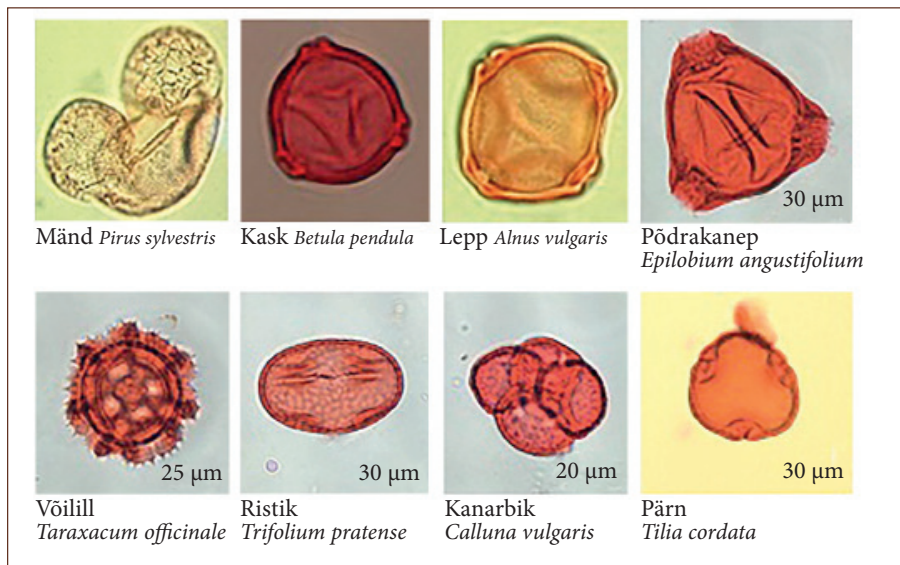 30 μm
Mänd Pirus sylvestris
Kask Betula pendula
Lepp Alnus vulgaris
Põdrakanep
Epilobium angustifolium
25 μm
30 μm
20 μm
30 μm
Võilill
Taraxacum officinale
Ristik
Trifolium pratense
Kanarbik
Calluna vulgaris
Pärn
Tilia cordata